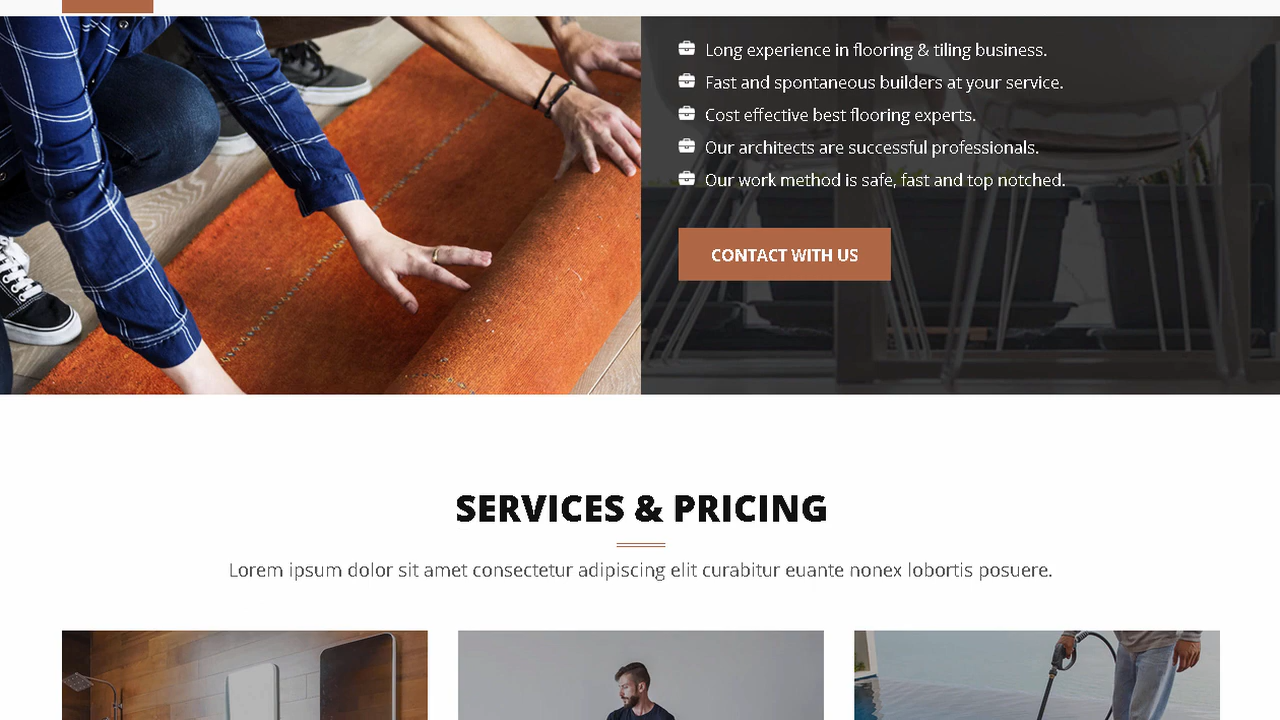 Long experience in flooring & tiling business.
Fast and spontaneous builders at your service.
Cost effective best flooring experts.
Our architects are successful professionals.
Our work method is safe, fast and top notched.
CONTACT WITH US
SERVICES & PRICING
Lorem ipsum dolor sit amet consectetur adipiscing elit curabitur euante nonex lobortis posuere.